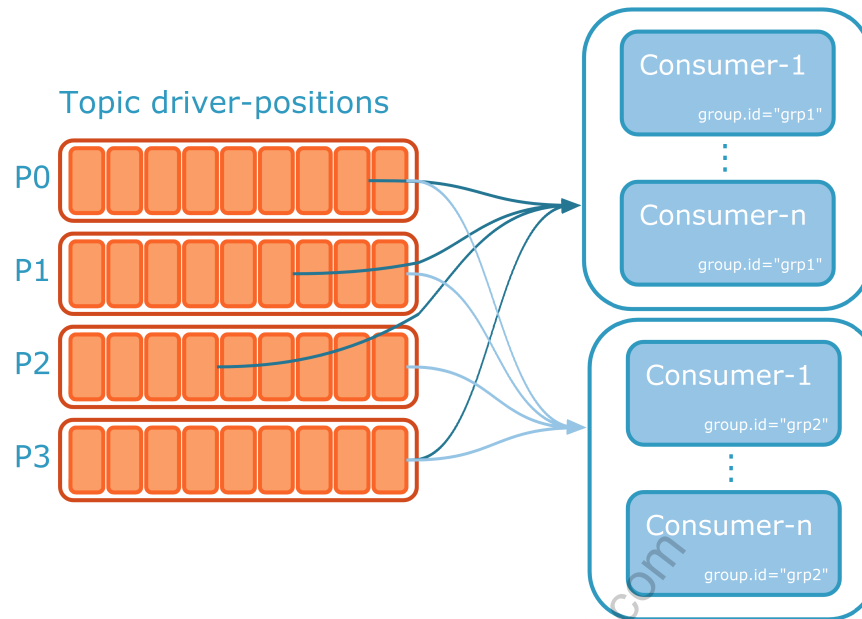 Topic driver-positions
P0
P1
P2
P3
Consumer-1
group.id="grp1"
Consumer-n
group.id="grp1"
Consumer-1
group.id="grp2"
Consumer-n
group.id="grp2"
.com